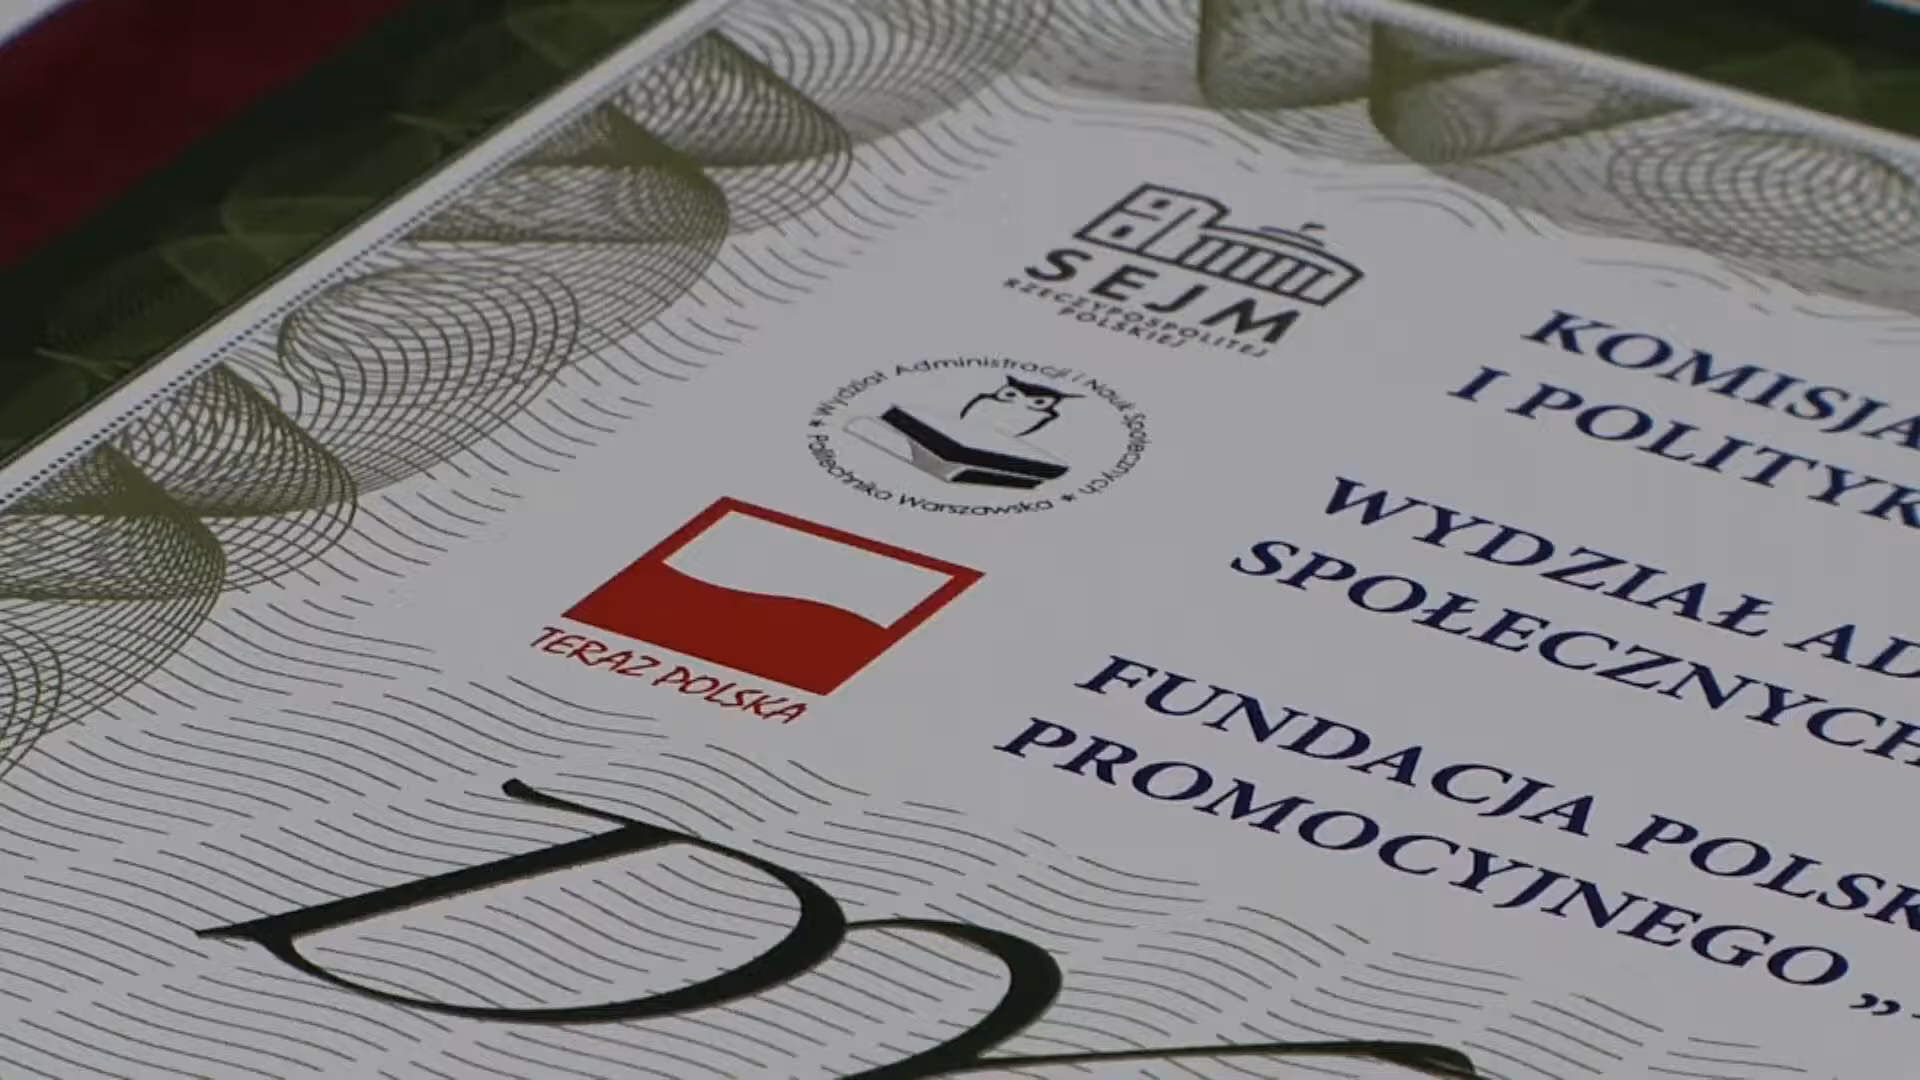 SEJM
RZECZYPOSPOLITEJ
POLSKIEJ
* Wydział Administracji i Nauk Społecznych *
Politechnika Warszawska
TERAZ POLSKA
KOMISJA
I POLITYK
WYDZIAŁ AD
SPOŁECZNYCH
FUNDACJA POLSK
PROMOCYJNEGO „
D